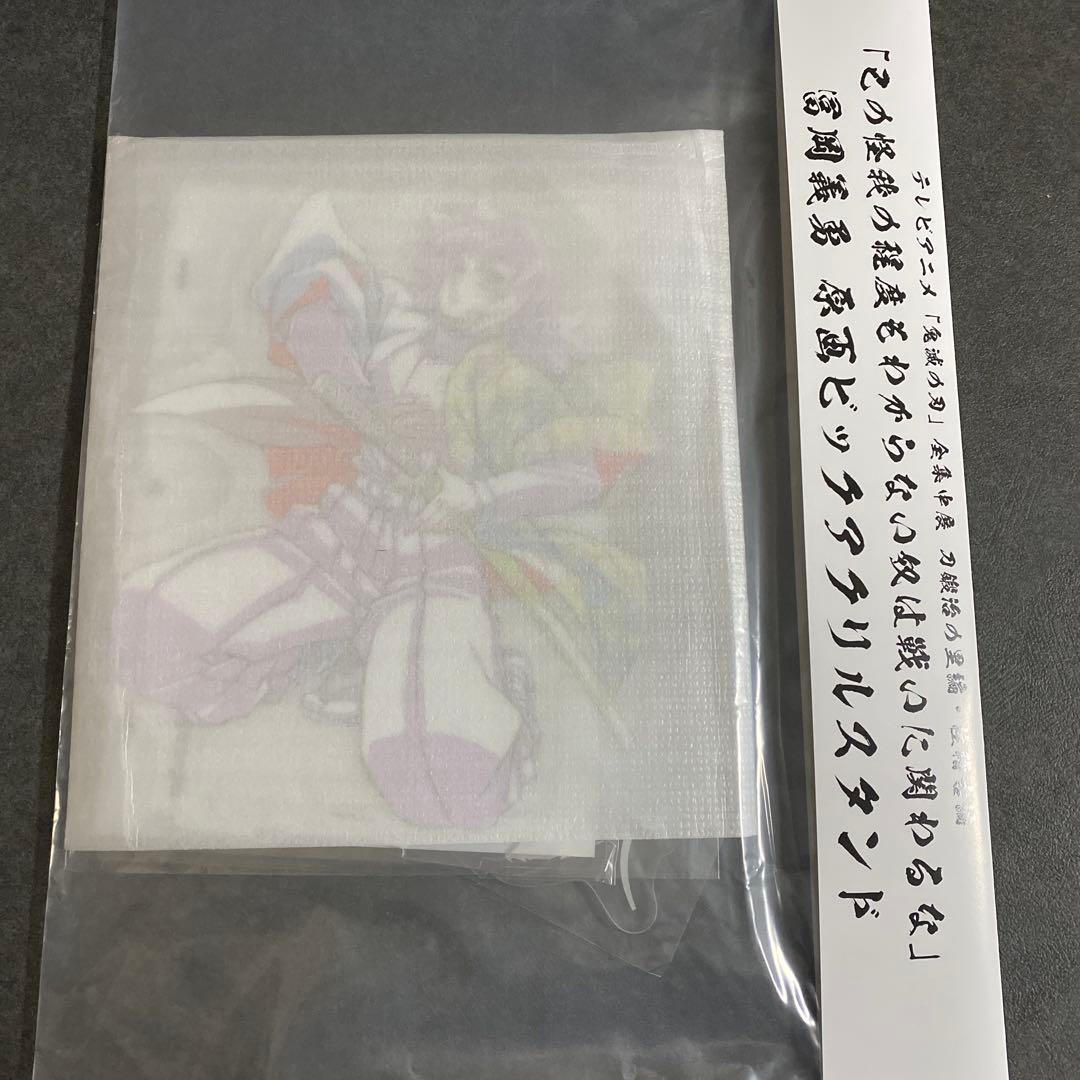 テレビアニメ「鬼滅の刃」全集中展 刀鍛治の里編・柱稽古編
「己の怪我の程度もわからない奴は戦いに関わるな」
冨岡義勇 原画ビッグアクリルスタンド